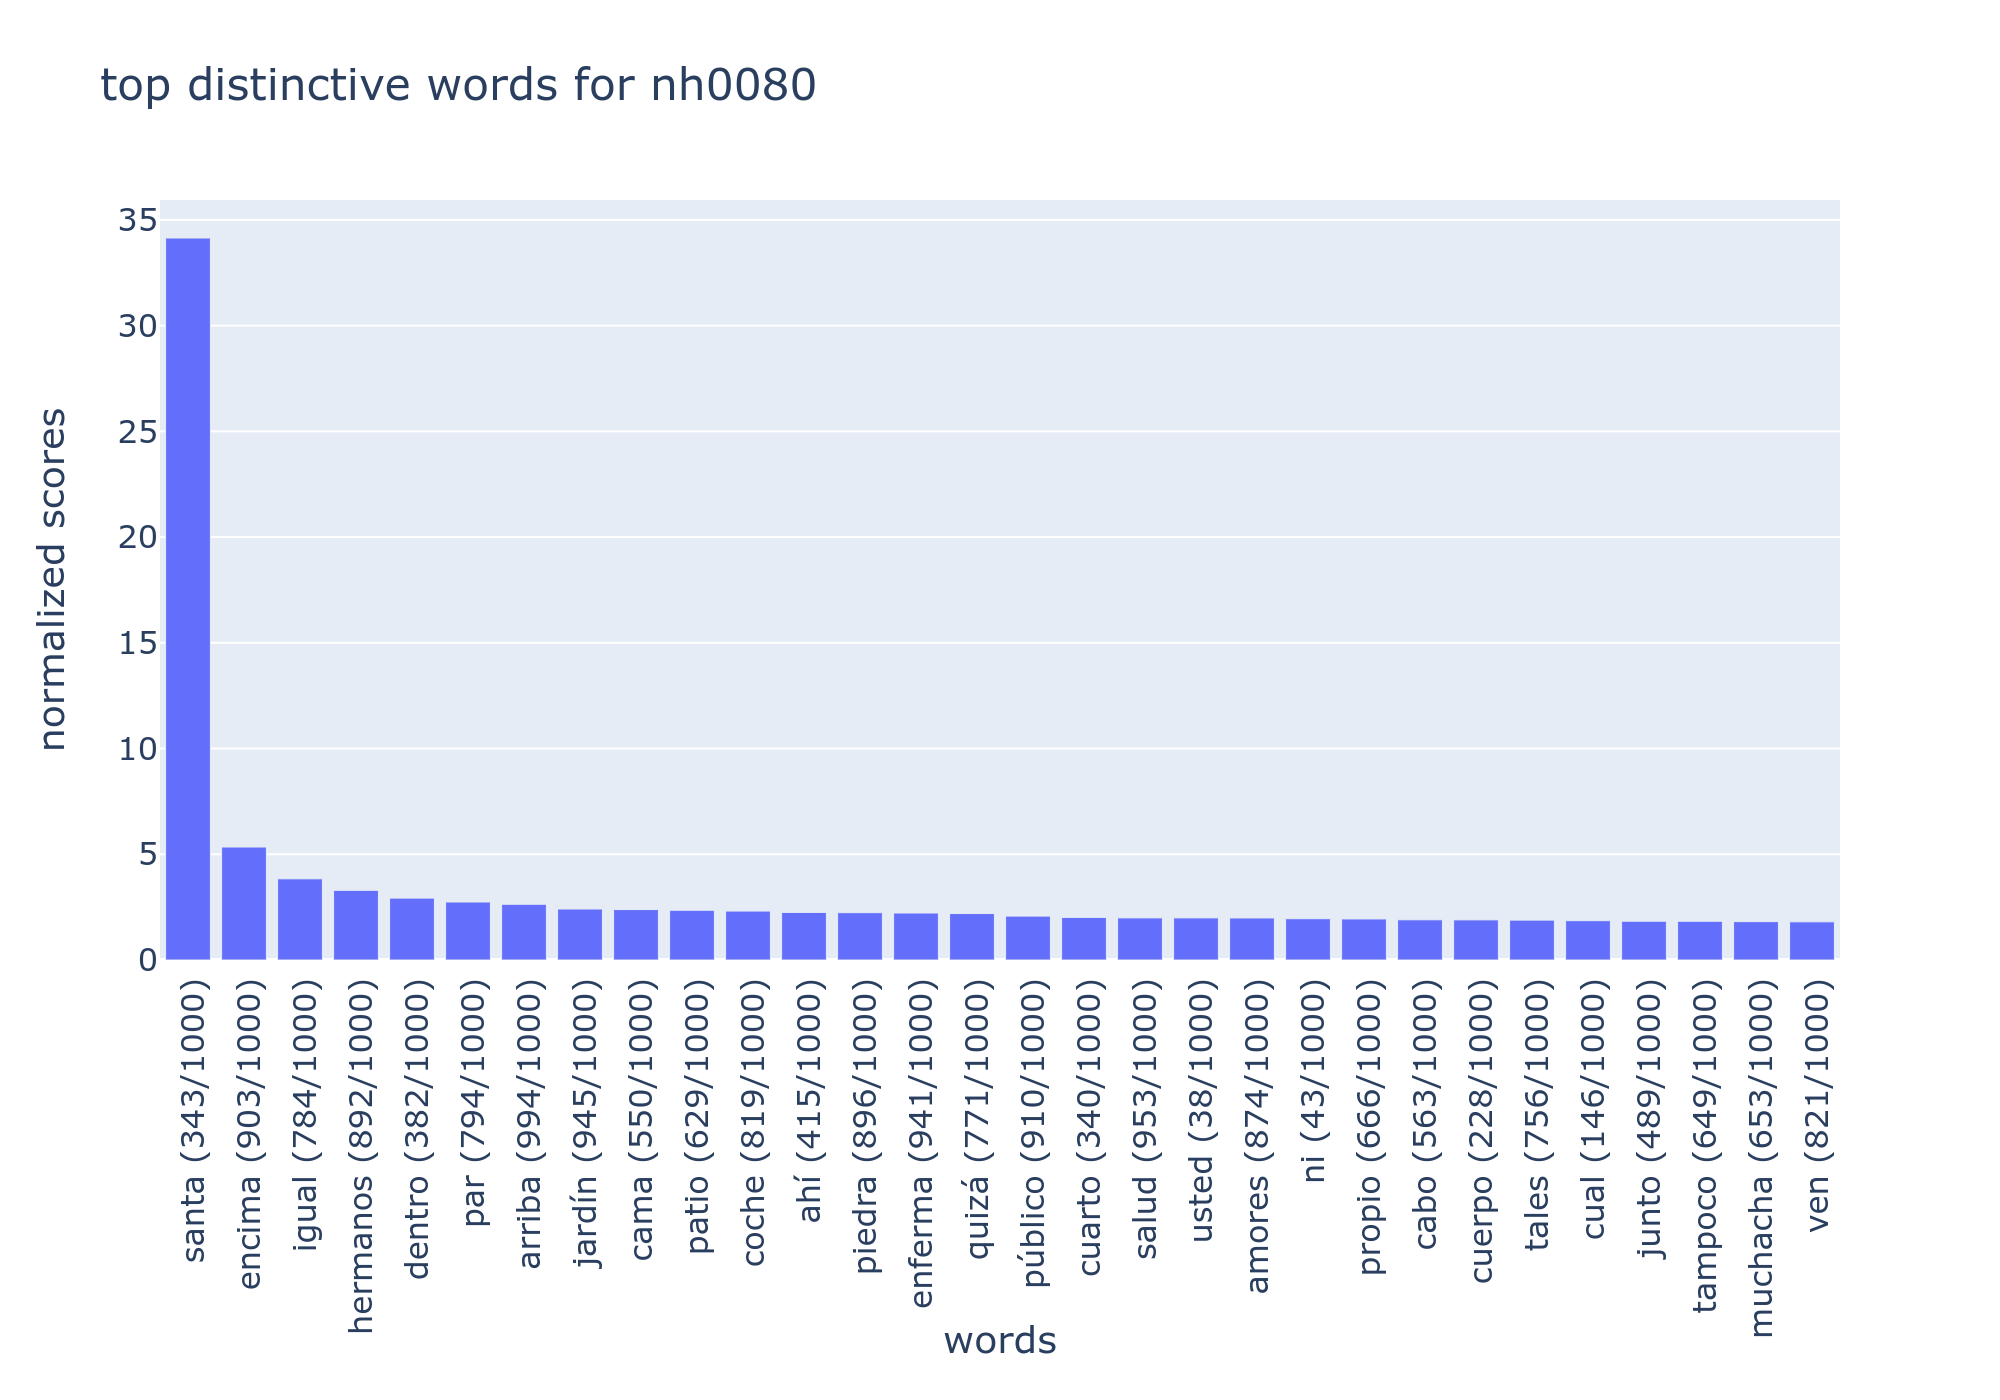 top distinctive words for nh0080
normalized scores
35
30
25
20
15
10
5
0
santa (343/1000)
encima (903/1000)
igual (784/1000)
hermanos (892/1000)
dentro (382/1000)
par (794/1000)
arriba (994/1000)
jardín (945/1000)
cama (550/1000)
patio (629/1000)
coche (819/1000)
ahí (415/1000)
piedra (896/1000)
enferma (941/1000)
quizá (771/1000)
público (910/1000)
cuarto (340/1000)
salud (953/1000)
usted (38/1000)
amores (874/1000)
ni (43/1000)
propio (666/1000)
cabo (563/1000)
cuerpo (228/1000)
tales (756/1000)
cual (146/1000)
junto (489/1000)
tampoco (649/1000)
muchacha (653/1000)
ven (821/1000)
words